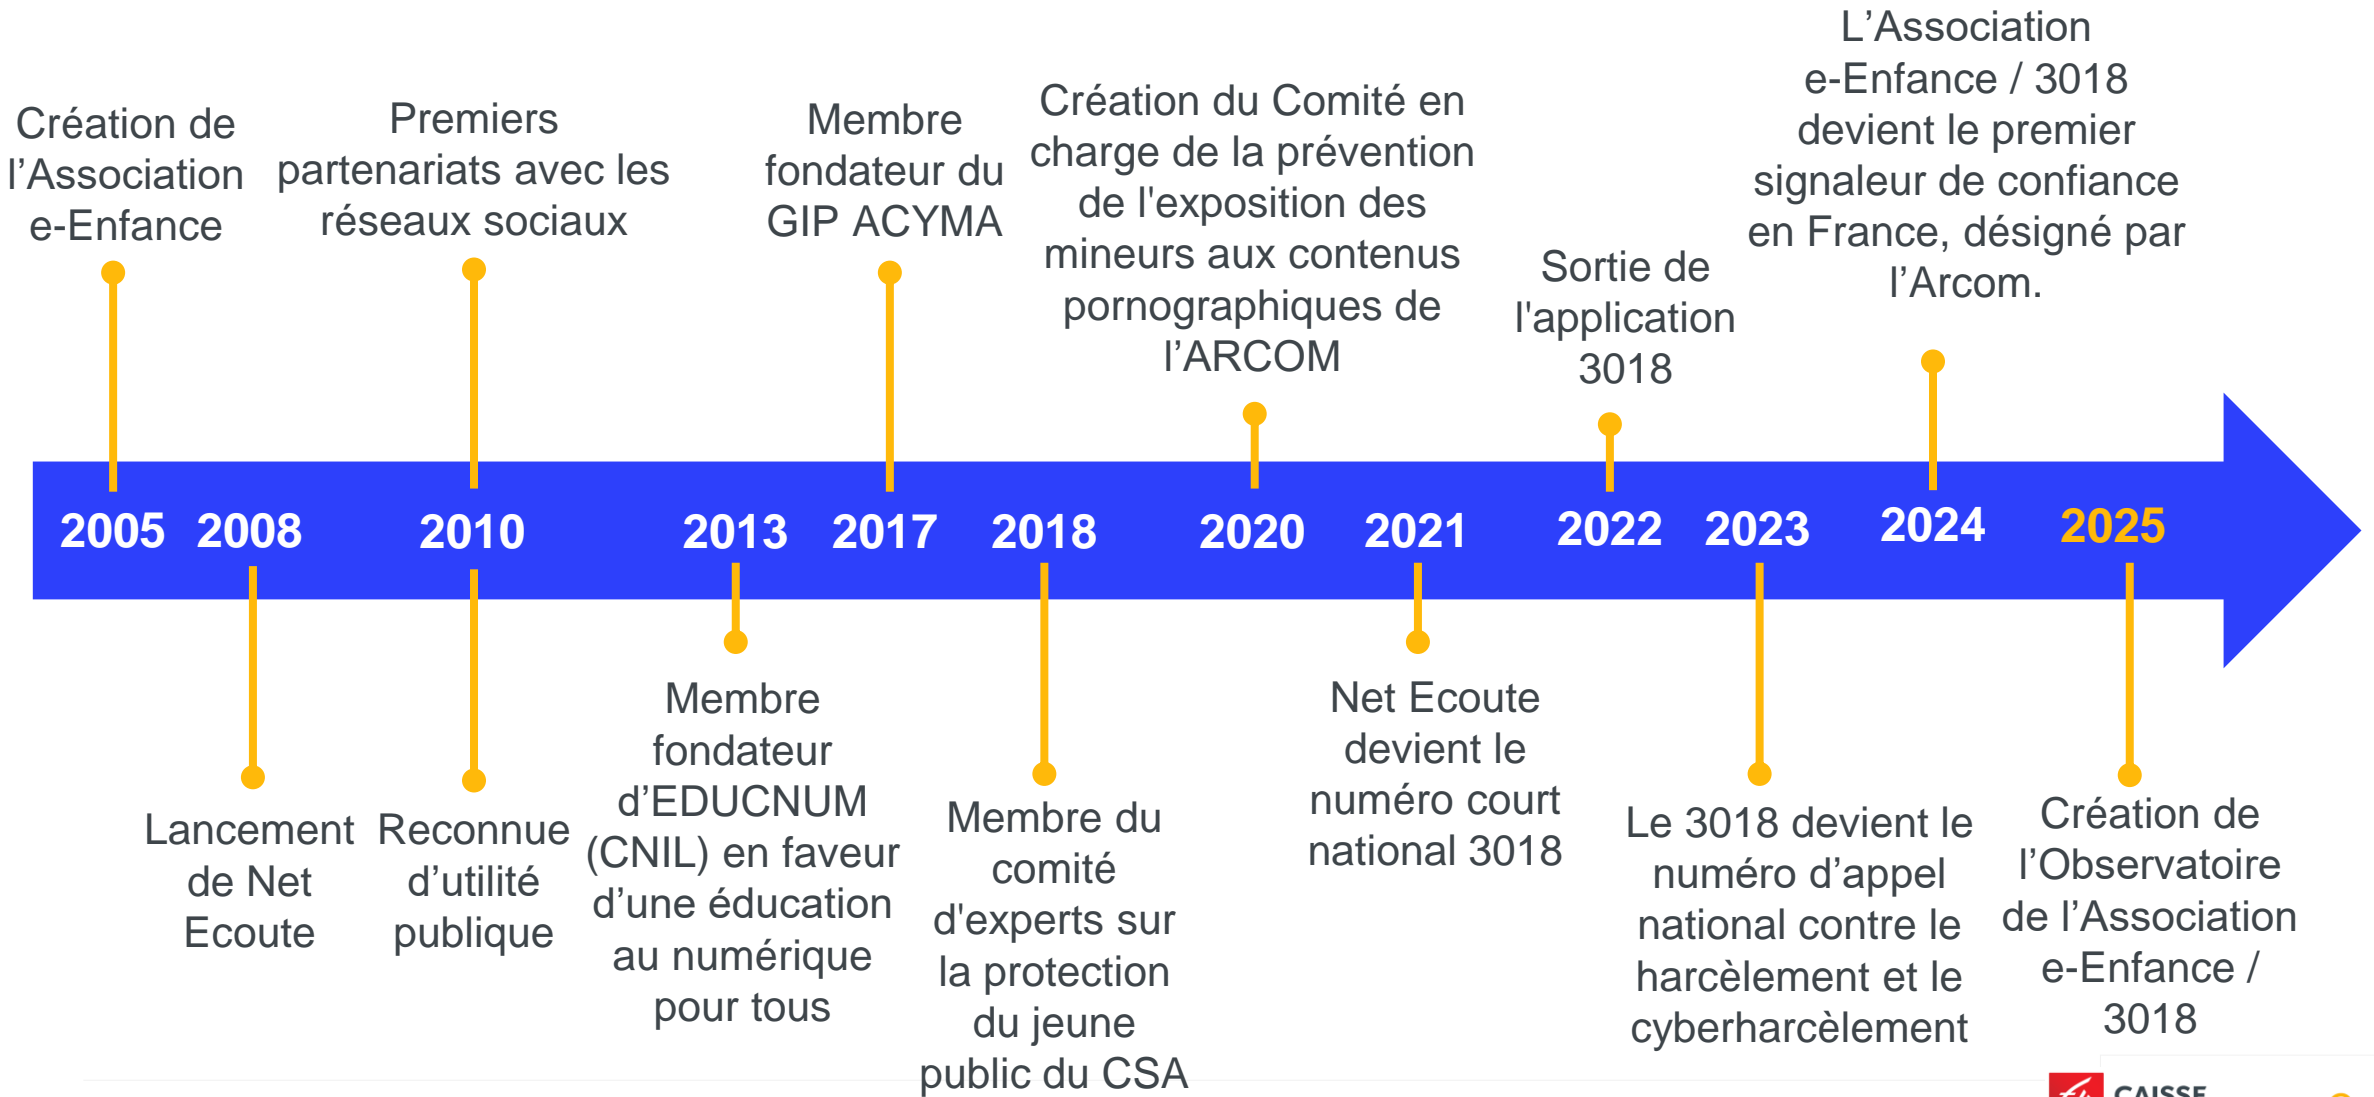 Création de
l’Association
e-Enfance
Premiers
partenariats avec les
réseaux sociaux
Membre
fondateur du
GIP ACYMA
Création du Comité en
charge de la prévention
de l'exposition des
mineurs aux contenus
pornographiques de
l’ARCOM
Sortie de
l'application
3018
L’Association
e-Enfance / 3018
devient le premier
signaleur de confiance
en France, désigné par
l’Arcom.
2005 2008 2010 2013 2017 2018 2020 2021 2022 2023 2024 2025
Lancement
de Net
Ecoute
Reconnue
d’utilité
publique
Membre
fondateur
d’EDUCNUM
(CNIL) en faveur
d’une éducation
au numérique
pour tous
Membre du
comité
d'experts sur
la protection
du jeune
public du CSA
Net Ecoute
devient le
numéro court
national 3018
Le 3018 devient le
numéro d’appel
national contre le
harcèlement et le
cyberharcèlement
Création de
l’Observatoire
de l’Association
e-Enfance /
3018
CAISSE